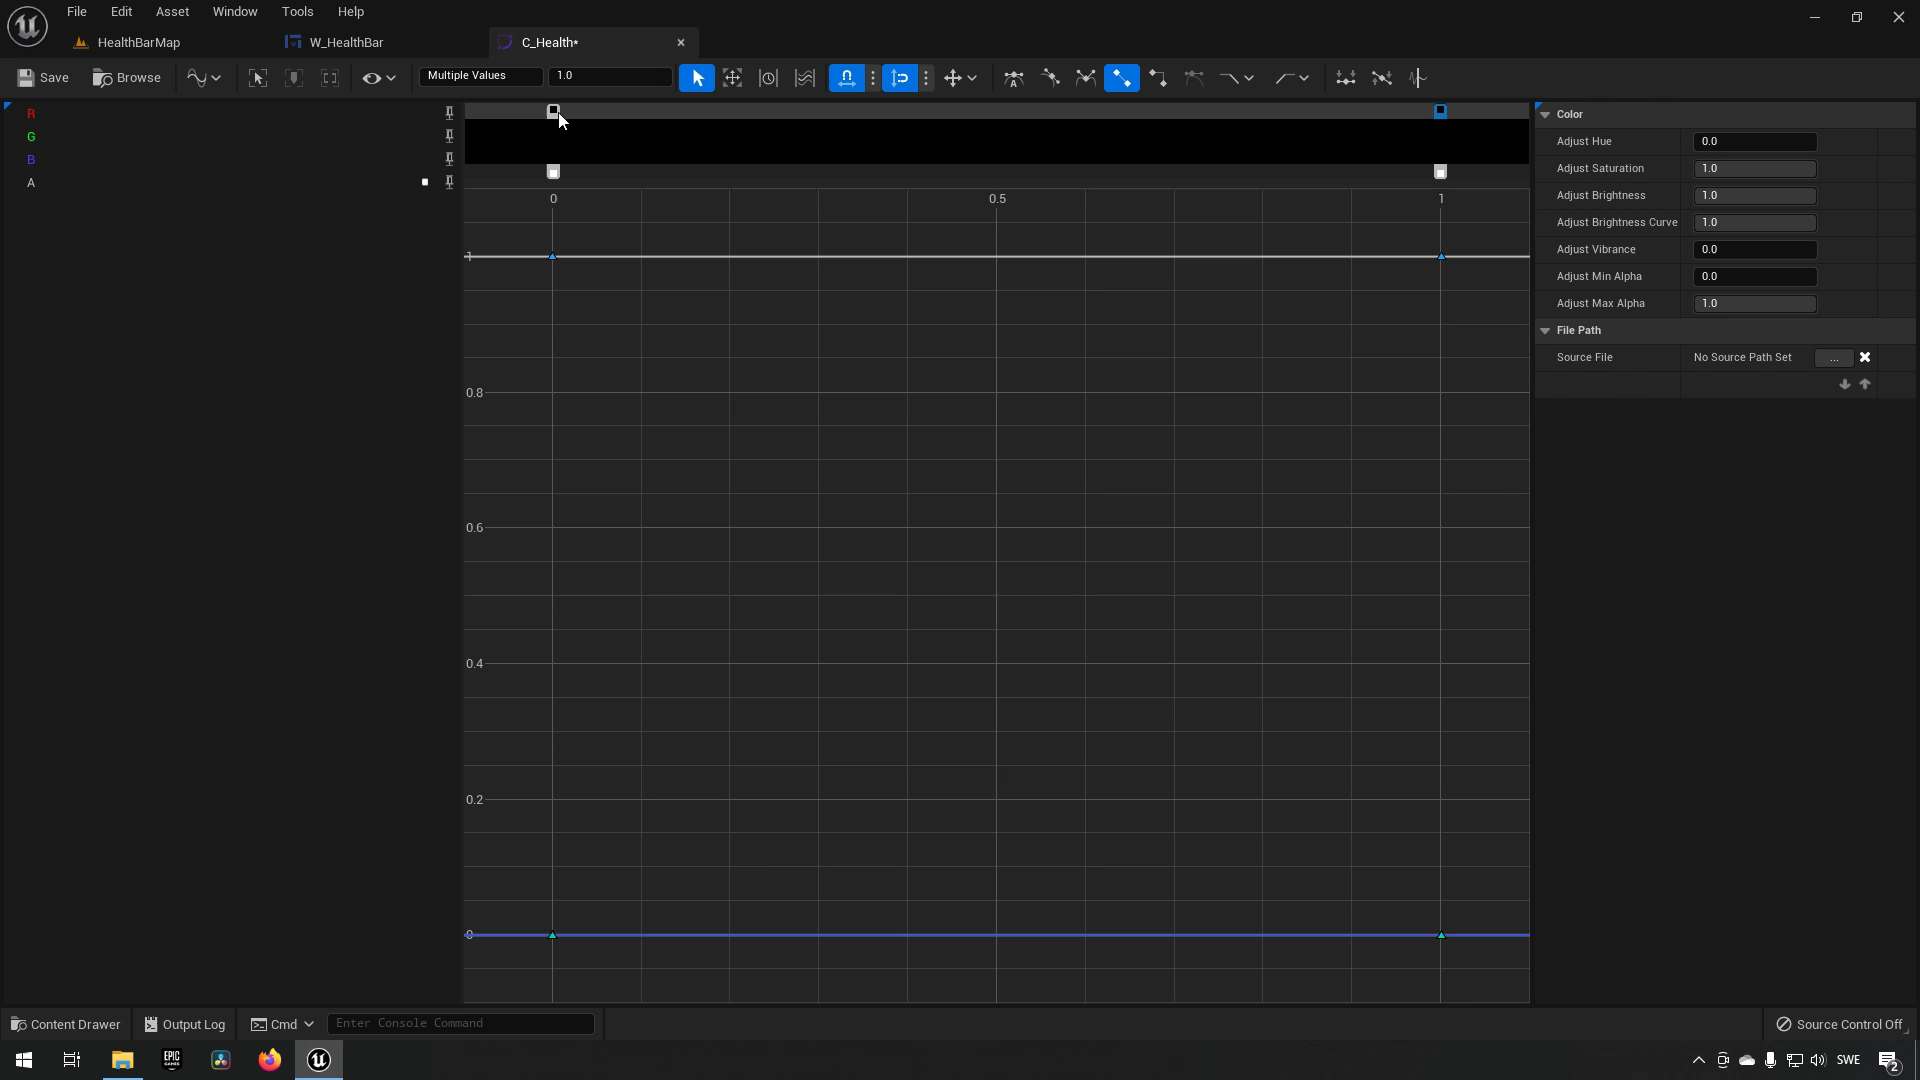 File Edit Asset Window Tools Help
HealthBarMap W_HealthBar C_Health*
Save Browse Multiple Values 1.0
R
G
B
A
0 0.5 1
1
0.8
0.6
0.4
0.2
0
Color
Adjust Hue 0.0
Adjust Saturation 1.0
Adjust Brightness 1.0
Adjust Brightness Curve 1.0
Adjust Vibrance 0.0
Adjust Min Alpha 0.0
Adjust Max Alpha 1.0
File Path
Source File No Source Path Set ...
Content Drawer Output Log Cmd Enter Console Command Source Control Off
EPIC GAMES SWE 2